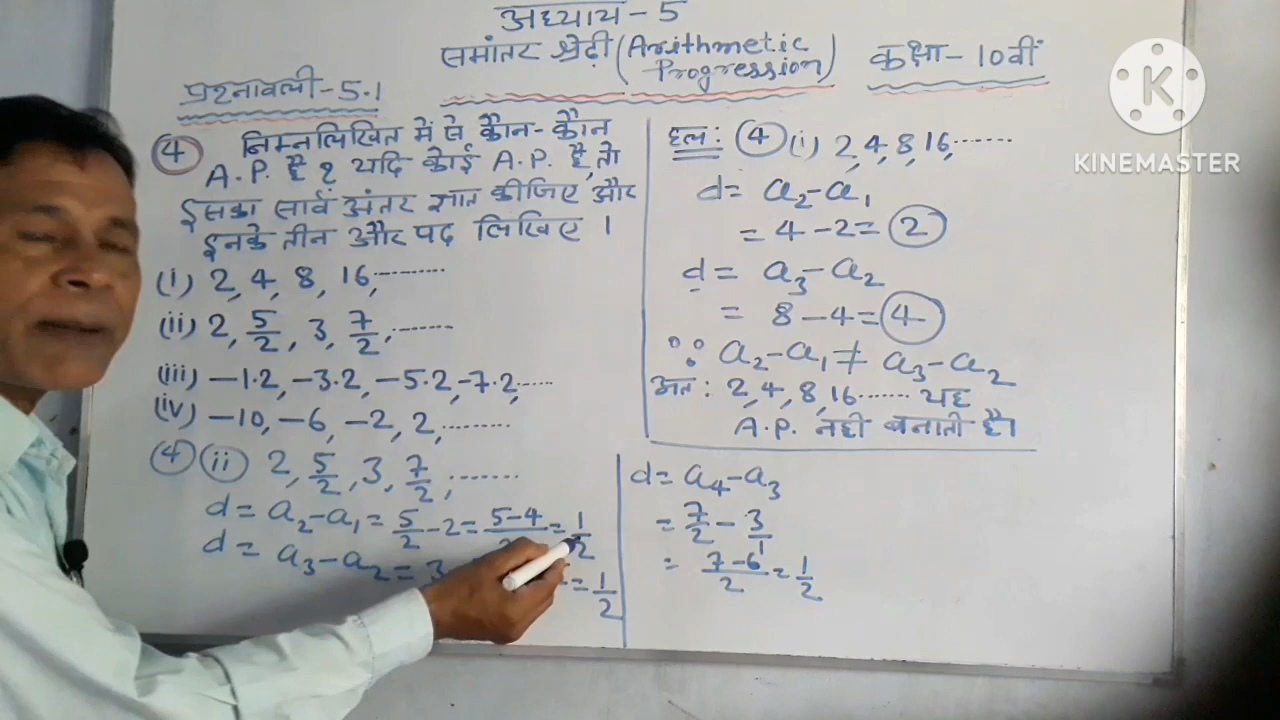 अध्याय-5
समांतर श्रेढ़ी (Arithmetic Progression) कक्षा-10वीं
प्रश्नावली-5.1
④ निम्नलिखित में से कौन-कौन
A.P. है? यदि कोई A.P. है, तो
इसका सार्व अंतर ज्ञात कीजिए और
इनके तीन और पद लिखिए ।
(i) 2, 4, 8, 16,........
(ii) 2, 5/2, 3, 7/2,........
(iii) -1.2, -3.2, -5.2, -7.2,......
(iv) -10, -6, -2, 2,........
④ (ii) 2, 5/2, 3, 7/2,........
d = a₂-a₁ = 5/2 - 2 = 5-4/ = 1/2
d = a₃-a₂ = 3 = 1/2
हल: ④ (i) 2, 4, 8, 16,.......
d = a₂-a₁
= 4-2 = 2
d = a₃-a₂
= 8-4 = 4
∵ a₂-a₁ ≠ a₃-a₂
अत: 2, 4, 8, 16...... यह
A.P. नही बनाती है।
d = a₄-a₃
= 7/2 - 3/1
= 7-6/2 = 1/2
K
KINEMASTER